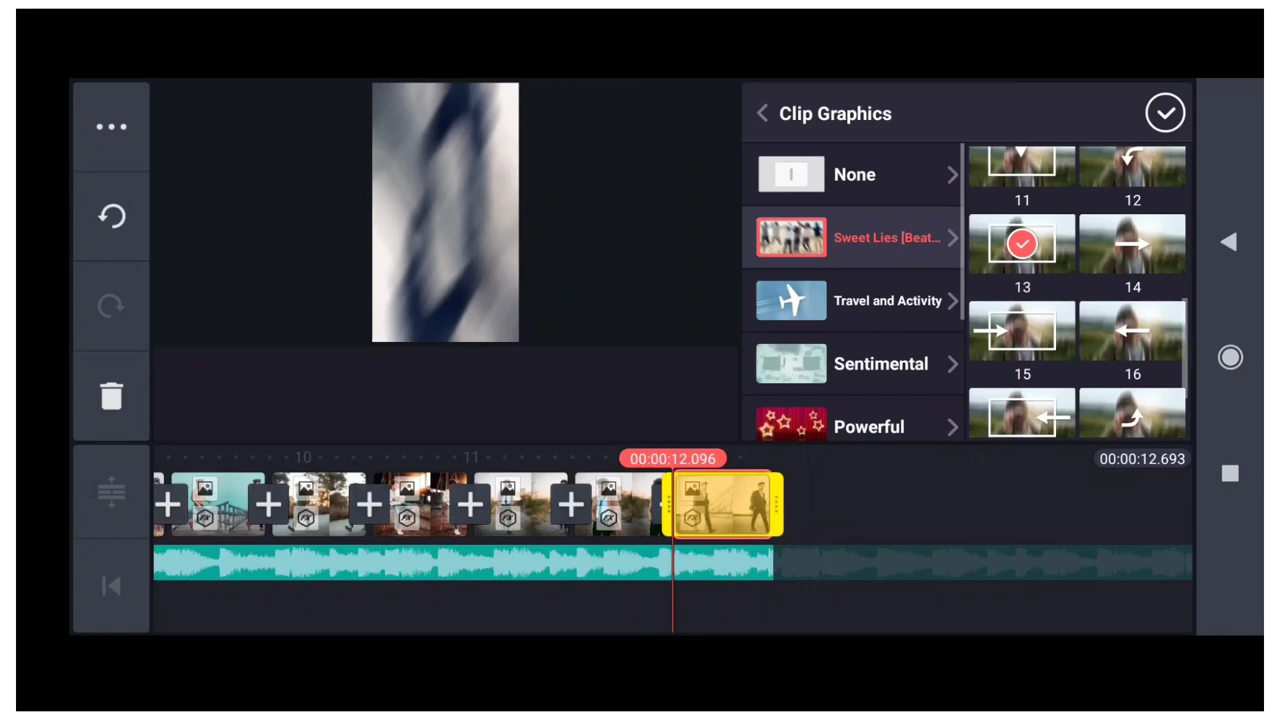 Clip Graphics
None
Sweet Lies [Beat...
Travel and Activity
Sentimental
Powerful
11
12
13
14
15
16
10
11
00:00:12.096
00:00:12.693